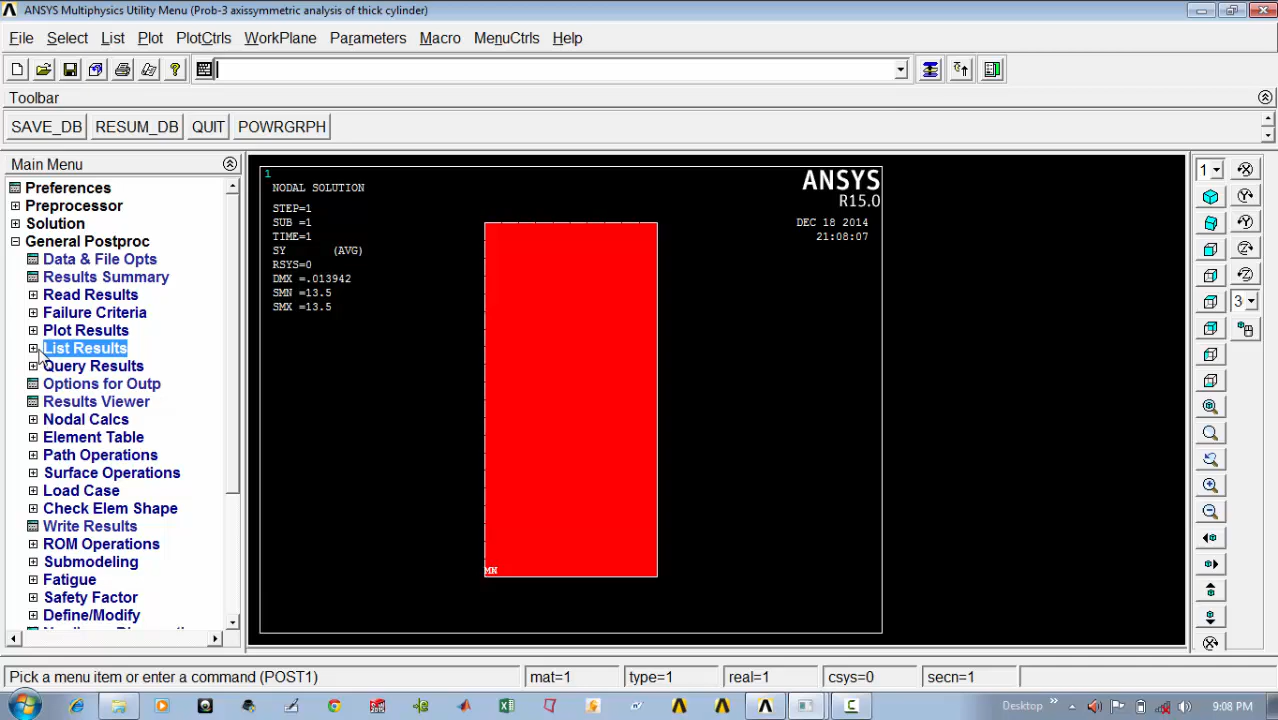 ANSYS Multiphysics Utility Menu (Prob-3 axissymmetric analysis of thick cylinder)
File Select List Plot PlotCtrls WorkPlane Parameters Macro MenuCtrls Help
Toolbar
SAVE_DB RESUM_DB QUIT POWRGRPH
Main Menu
Preferences
Preprocessor
Solution
General Postproc
Data & File Opts
Results Summary
Read Results
Failure Criteria
Plot Results
List Results
Query Results
Options for Outp
Results Viewer
Nodal Calcs
Element Table
Path Operations
Surface Operations
Load Case
Check Elem Shape
Write Results
ROM Operations
Submodeling
Fatigue
Safety Factor
Define/Modify
1
NODAL SOLUTION
STEP=1
SUB =1
TIME=1
SY (AVG)
RSYS=0
DMX =.013942
SMN =13.5
SMX =13.5
MN
ANSYS
R15.0
DEC 18 2014
21:08:07
1
3
Pick a menu item or enter a command (POST1) mat=1 type=1 real=1 csys=0 secn=1
Desktop 9:08 PM